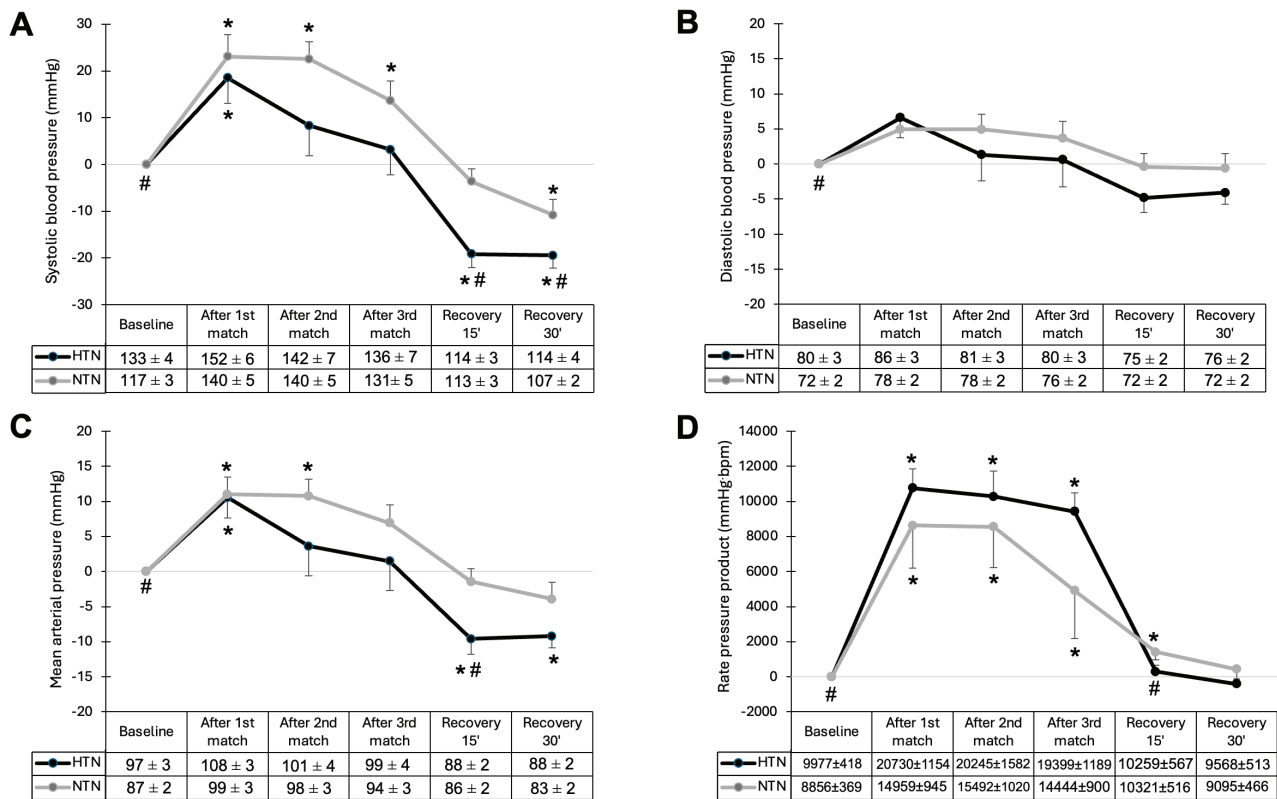 A
Systolic blood pressure (mmHg)
30
20
10
0
-10
-20
-30
*
*
*
*
*
#
* #
* #
Baseline
After 1st match
After 2nd match
After 3rd match
Recovery 15'
Recovery 30'
HTN 133 ± 4 152 ± 6 142 ± 7 136 ± 7 114 ± 3 114 ± 4
NTN 117 ± 3 140 ± 5 140 ± 5 131± 5 113 ± 3 107 ± 2
B
Diastolic blood pressure (mmHg)
20
15
10
5
0
-5
-10
-15
-20
#
Baseline
After 1st match
After 2nd match
After 3rd match
Recovery 15'
Recovery 30'
HTN 80 ± 3 86 ± 3 81 ± 3 80 ± 3 75 ± 2 76 ± 2
NTN 72 ± 2 78 ± 2 78 ± 2 76 ± 2 72 ± 2 72 ± 2
C
Mean arterial pressure (mmHg)
20
15
10
5
0
-5
-10
-15
-20
*
*
*
#
* #
*
Baseline
After 1st match
After 2nd match
After 3rd match
Recovery 15'
Recovery 30'
HTN 97 ± 3 108 ± 3 101 ± 4 99 ± 4 88 ± 2 88 ± 2
NTN 87 ± 2 99 ± 3 98 ± 3 94 ± 3 86 ± 2 83 ± 2
D
Rate pressure product (mmHg·bpm)
14000
12000
10000
8000
6000
4000
2000
0
-2000
*
*
*
*
*
*
*
#
#
Baseline
After 1st match
After 2nd match
After 3rd match
Recovery 15'
Recovery 30'
HTN 9977±418 20730±1154 20245±1582 19399±1189 10259±567 9568±513
NTN 8856±369 14959±945 15492±1020 14444±900 10321±516 9095±466